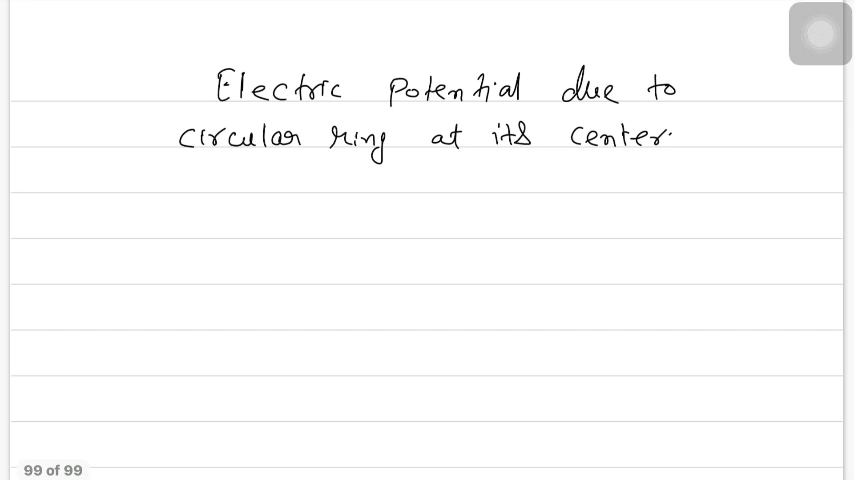 Electric Potential due to
circular ring at its center.
99 of 99